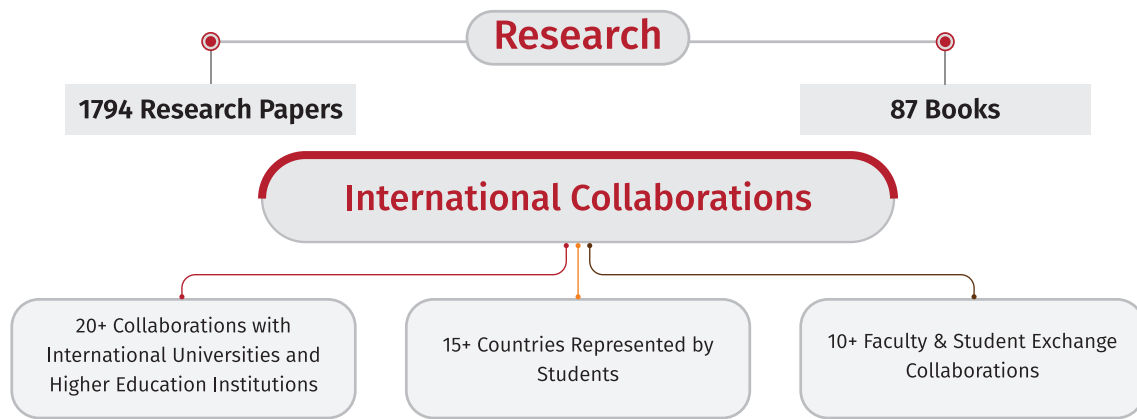 Research
1794 Research Papers
87 Books
International Collaborations
20+ Collaborations with
International Universities and
Higher Education Institutions
15+ Countries Represented by
Students
10+ Faculty & Student Exchange
Collaborations